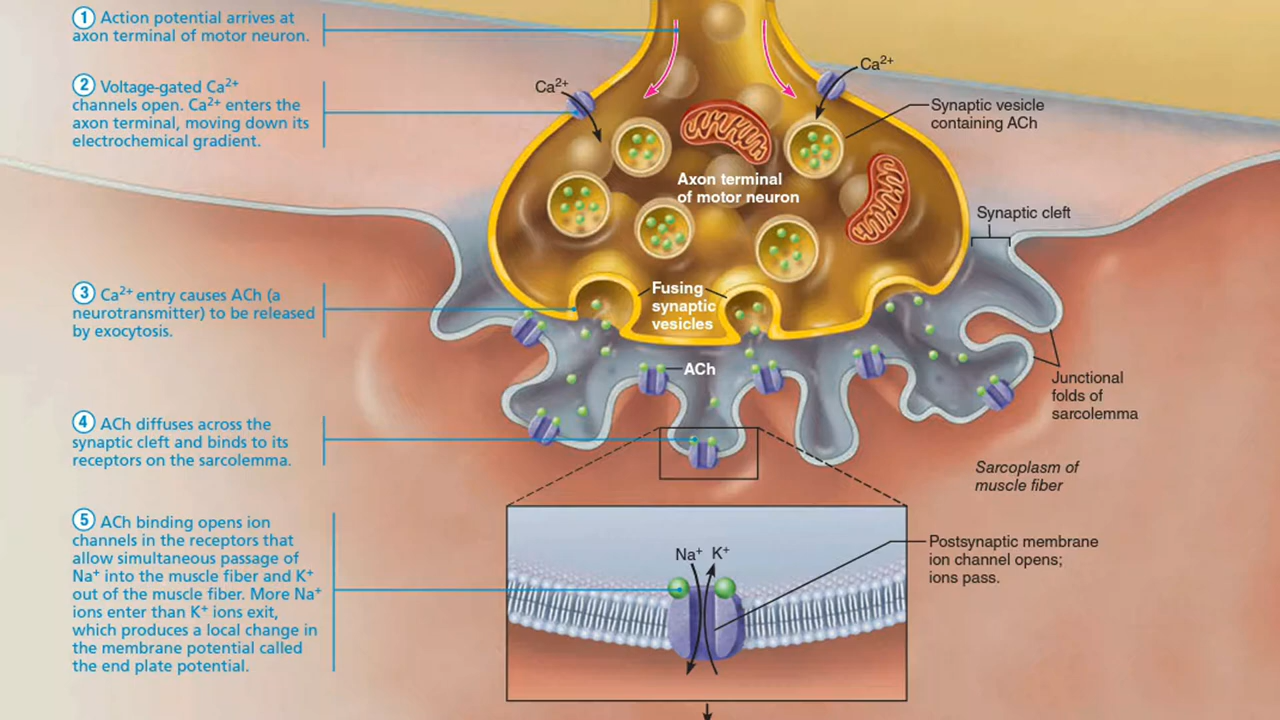 ① Action potential arrives at
axon terminal of motor neuron.
② Voltage-gated Ca²⁺
channels open. Ca²⁺ enters the
axon terminal, moving down its
electrochemical gradient.
Ca²⁺
Ca²⁺
Synaptic vesicle
containing ACh
Axon terminal
of motor neuron
Synaptic cleft
③ Ca²⁺ entry causes ACh (a
neurotransmitter) to be released
by exocytosis.
Fusing
synaptic
vesicles
ACh
Junctional
folds of
sarcolemma
④ ACh diffuses across the
synaptic cleft and binds to its
receptors on the sarcolemma.
Sarcoplasm of
muscle fiber
⑤ ACh binding opens ion
channels in the receptors that
allow simultaneous passage of
Na⁺ into the muscle fiber and K⁺
out of the muscle fiber. More Na⁺
ions enter than K⁺ ions exit,
which produces a local change in
the membrane potential called
the end plate potential.
Na⁺ K⁺
Postsynaptic membrane
ion channel opens;
ions pass.